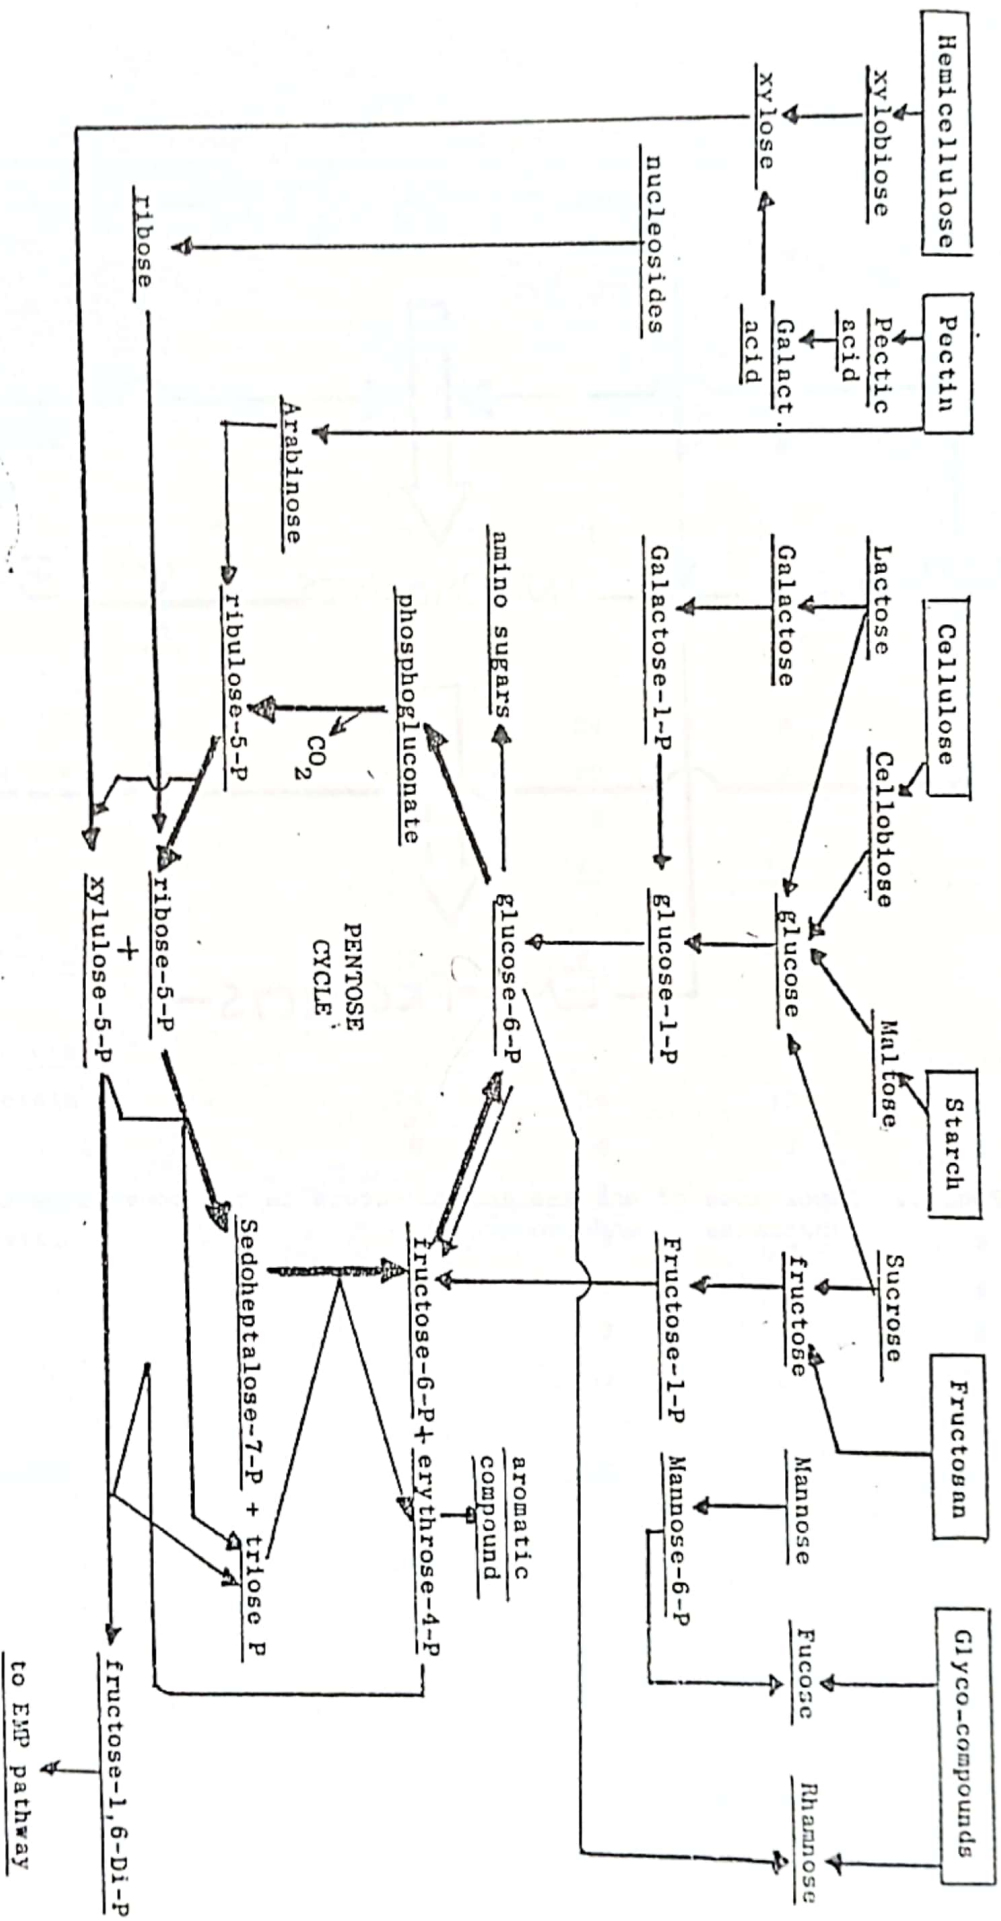 Hemicellulose
Pectin
Cellulose
Starch
Fructosan
Glyco-compounds
xylobiose
Pectic
acid
Lactose
Cellobiose
Maltose
Sucrose
xylose
Galact
acid
Galactose
glucose
fructose
Mannose
Fucose
Rhamnose
nucleosides
Galactose-1-P
glucose-1-P
Fructose-1-P
Mannose-6-P
amino sugars
glucose-6-P
aromatic
compound
phosphogluconate
fructose-6-P + erythrose-4-P
Arabinose
CO2
PENTOSE
CYCLE
ribulose-5-P
Sedoheptalose-7-P + triose P
ribose
ribose-5-P
+
xylulose-5-P
fructose-1,6-Di-P
to EMP pathway